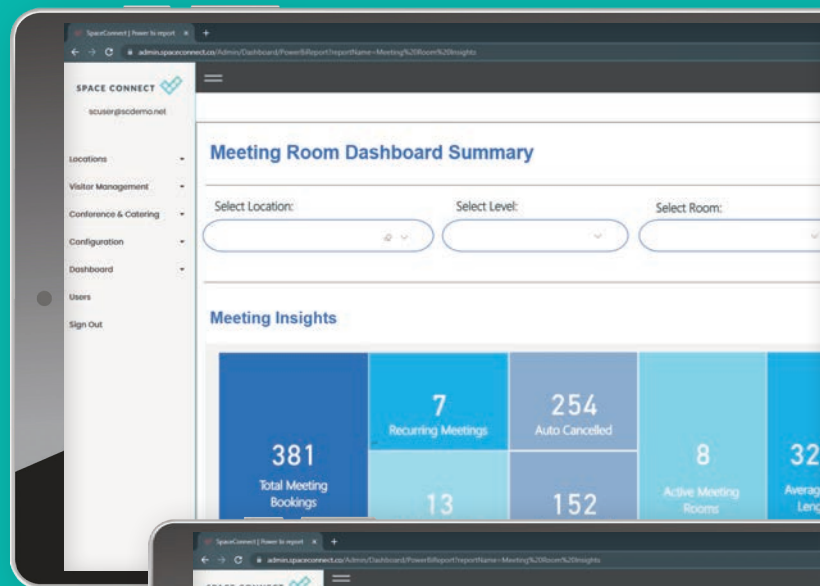 SpaceConnect | Power bi report × +
admin.spaceconnect.co/Admin/Dashboard/PowerBiReport?reportName=Meeting%20Room%20Insights
SPACE CONNECT
scuser@scdemo.net
Locations
Visitor Management
Conference & Catering
Configuration
Dashboard
Users
Sign Out
Meeting Room Dashboard Summary
Select Location: Select Level: Select Room:
Meeting Insights
381
Total Meeting
Bookings
7
Recurring Meetings
13
254
Auto Cancelled
152
8
Active Meeting
Rooms
32
Averag
Leng
SpaceConnect | Power bi report × +
admin.spaceconnect.co/Admin/Dashboard/PowerBiReport?reportName=Meeting%20Room%20Insights
SPACE CONNECT